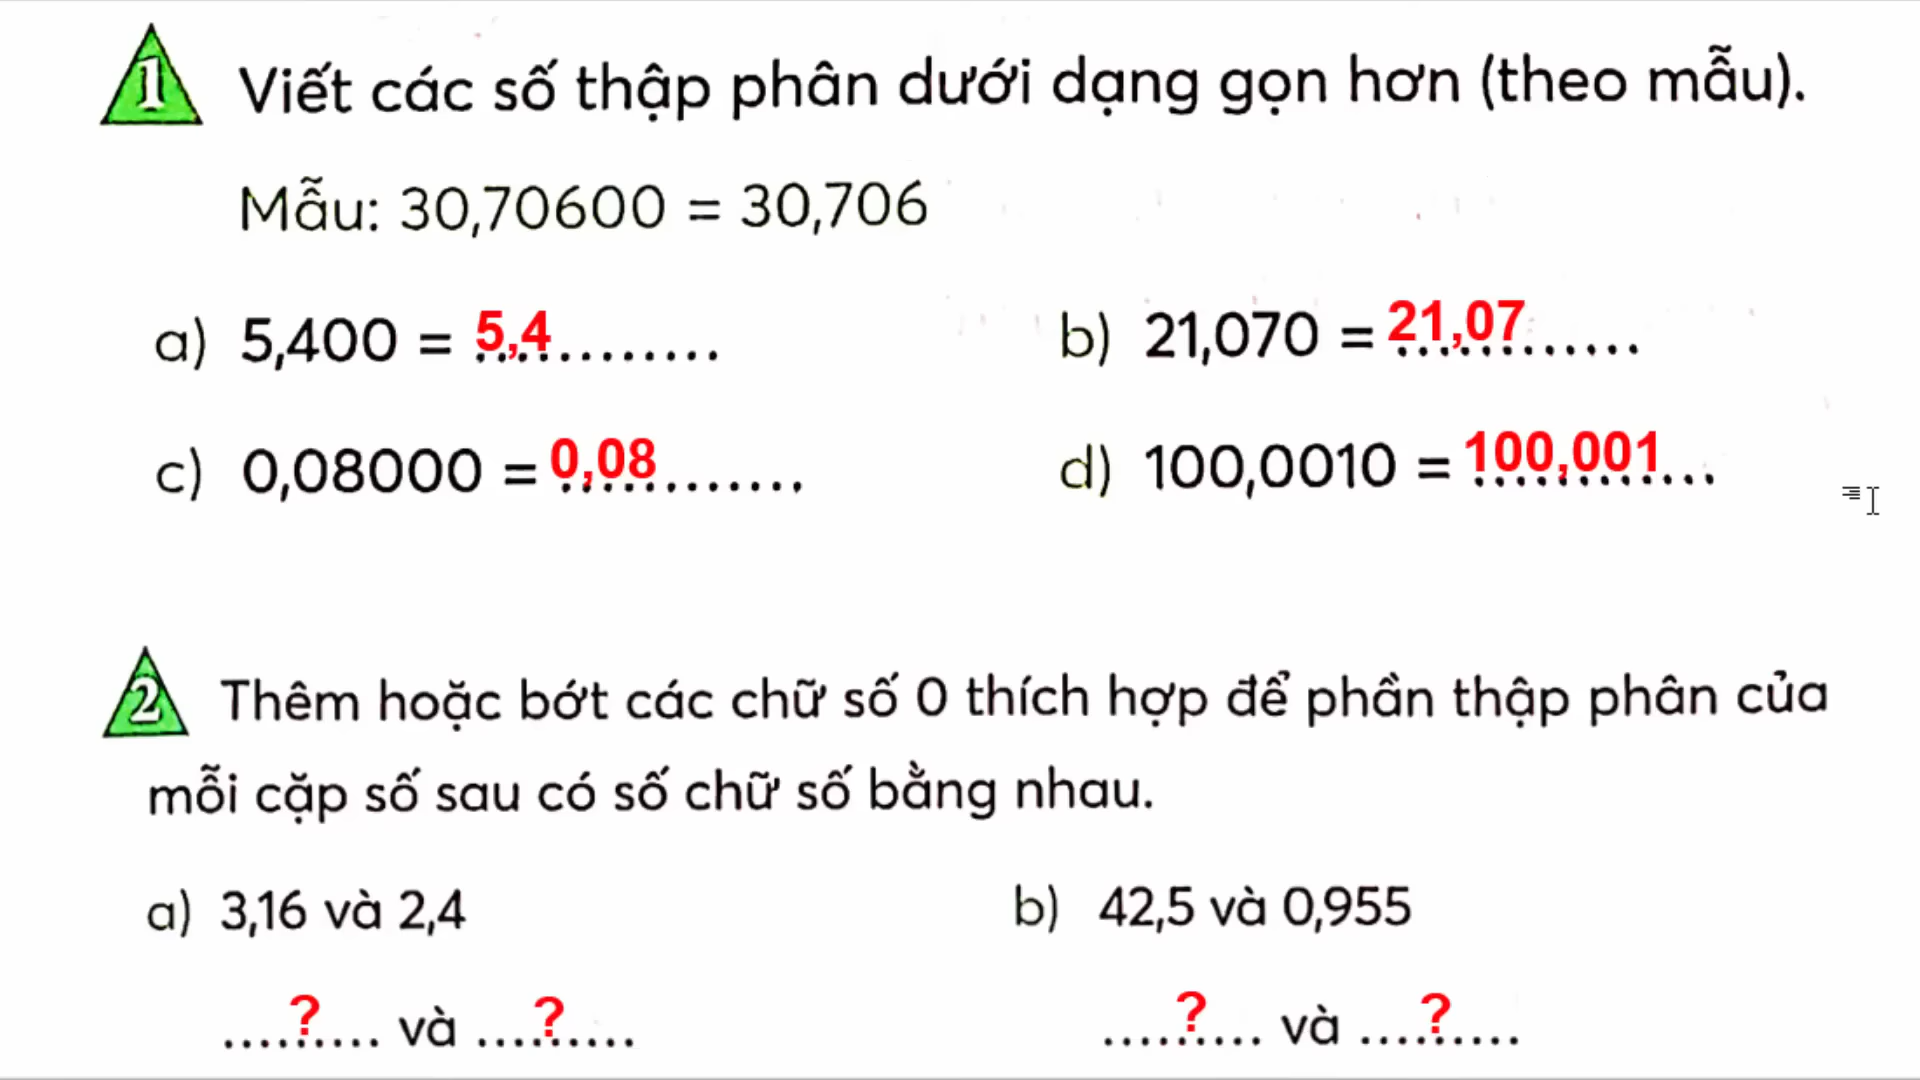 1 Viết các số thập phân dưới dạng gọn hơn (theo mẫu).
Mẫu: 30,70600 = 30,706
a) 5,400 = 5,4............
b) 21,070 = 21,07............
c) 0,08000 = 0,08............
d) 100,0010 = 100,001............
2 Thêm hoặc bớt các chữ số 0 thích hợp để phần thập phân của
mỗi cặp số sau có số chữ số bằng nhau.
a) 3,16 và 2,4
b) 42,5 và 0,955
....?.... và ....?....
....?.... và ....?....